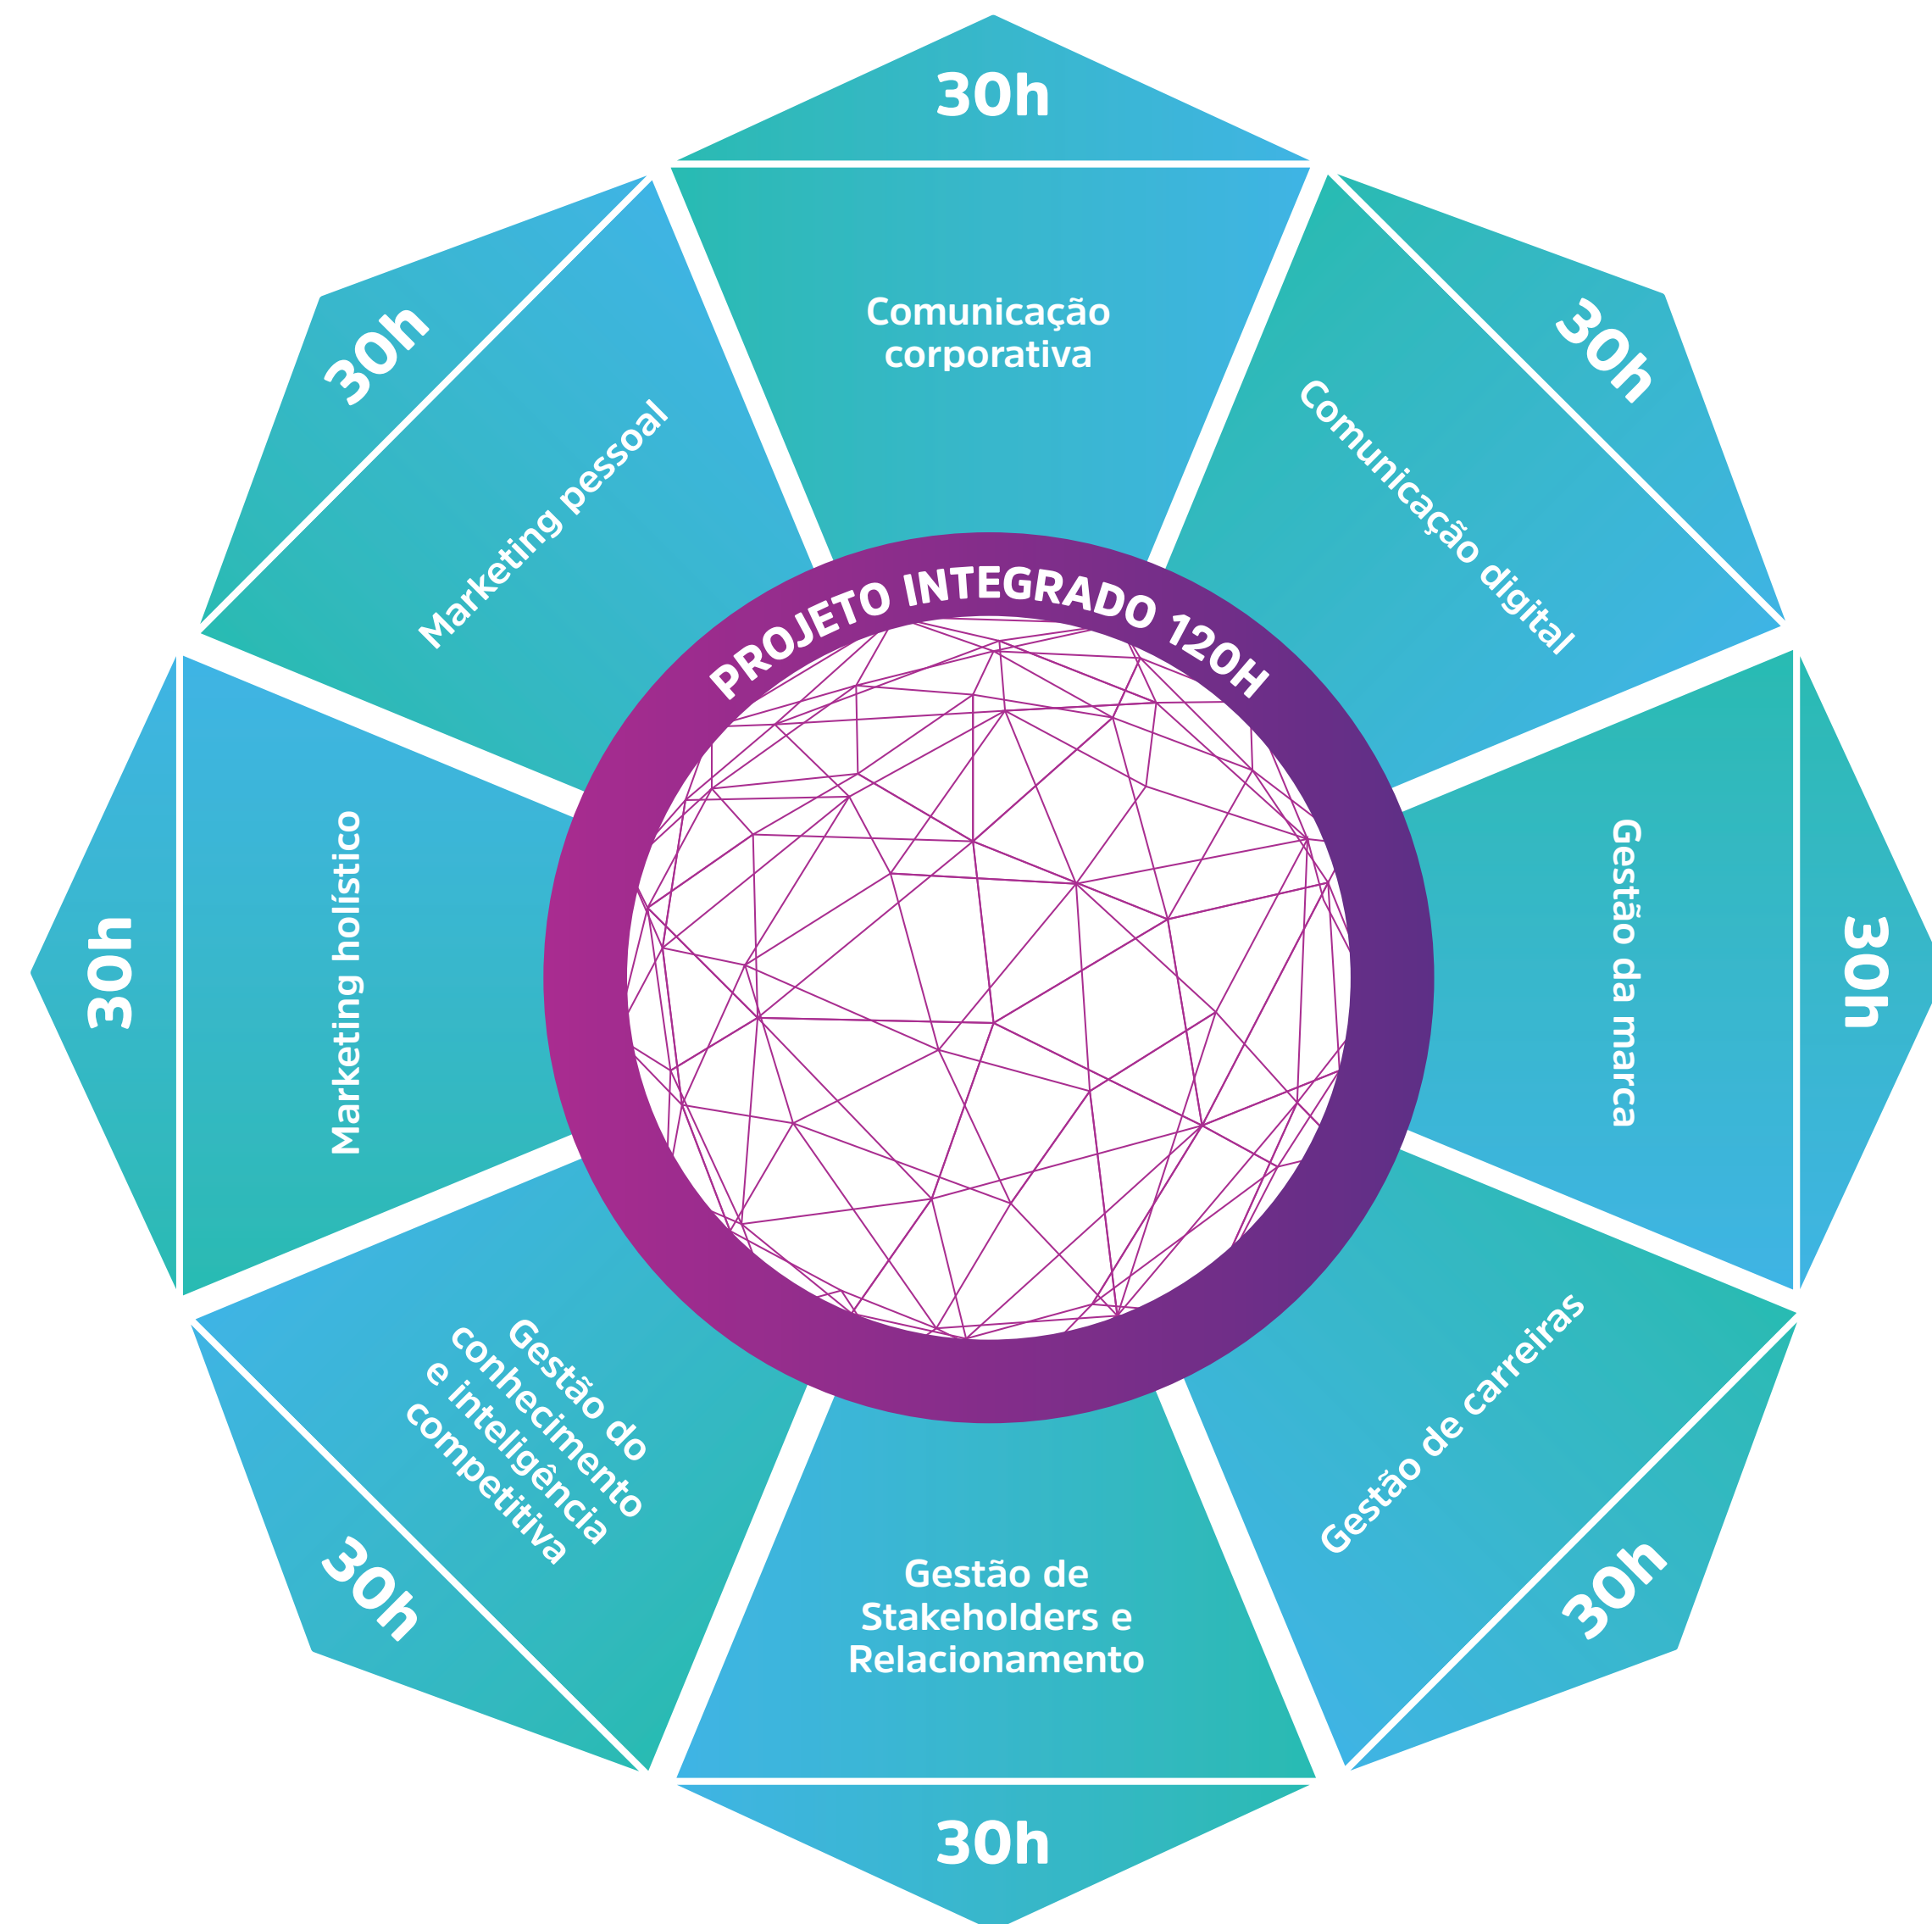 30h
Comunicação
corporativa
30h
Comunicação digital
30h
Gestão da marca
30h
Gestão de carreiras
30h
Gestão de
Stakeholders e
Relacionamento
30h
Gestão do
conhecimento
e inteligência
competitiva
30h
Marketing holístico
30h
Marketing pessoal
PROJETO INTEGRADO 120H